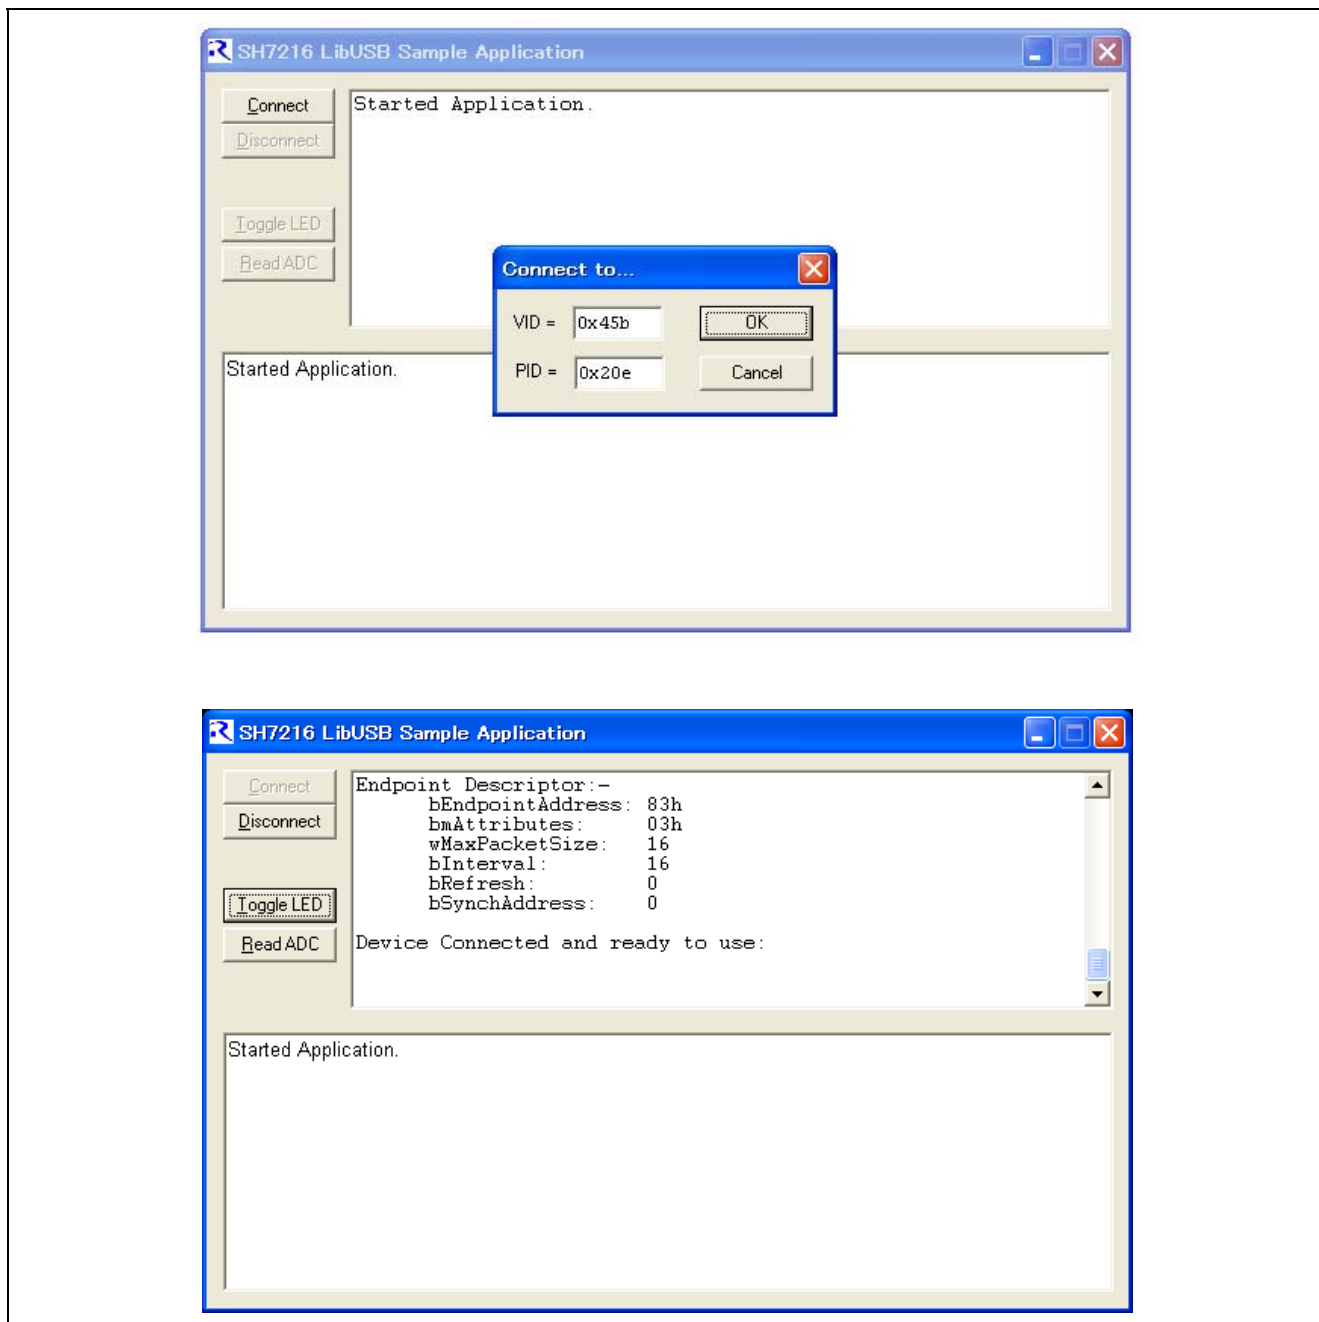 SH7216 LibUSB Sample Application
Connect
Started Application.
Disconnect
Toggle LED
Read ADC
Connect to...
VID = 0x45b
OK
PID = 0x20e
Cancel
Started Application.
SH7216 LibUSB Sample Application
Connect
Disconnect
Toggle LED
Read ADC
Endpoint Descriptor:-
bEndpointAddress: 83h
bmAttributes: 03h
wMaxPacketSize: 16
bInterval: 16
bRefresh: 0
bSynchAddress: 0
Device Connected and ready to use:
Started Application.